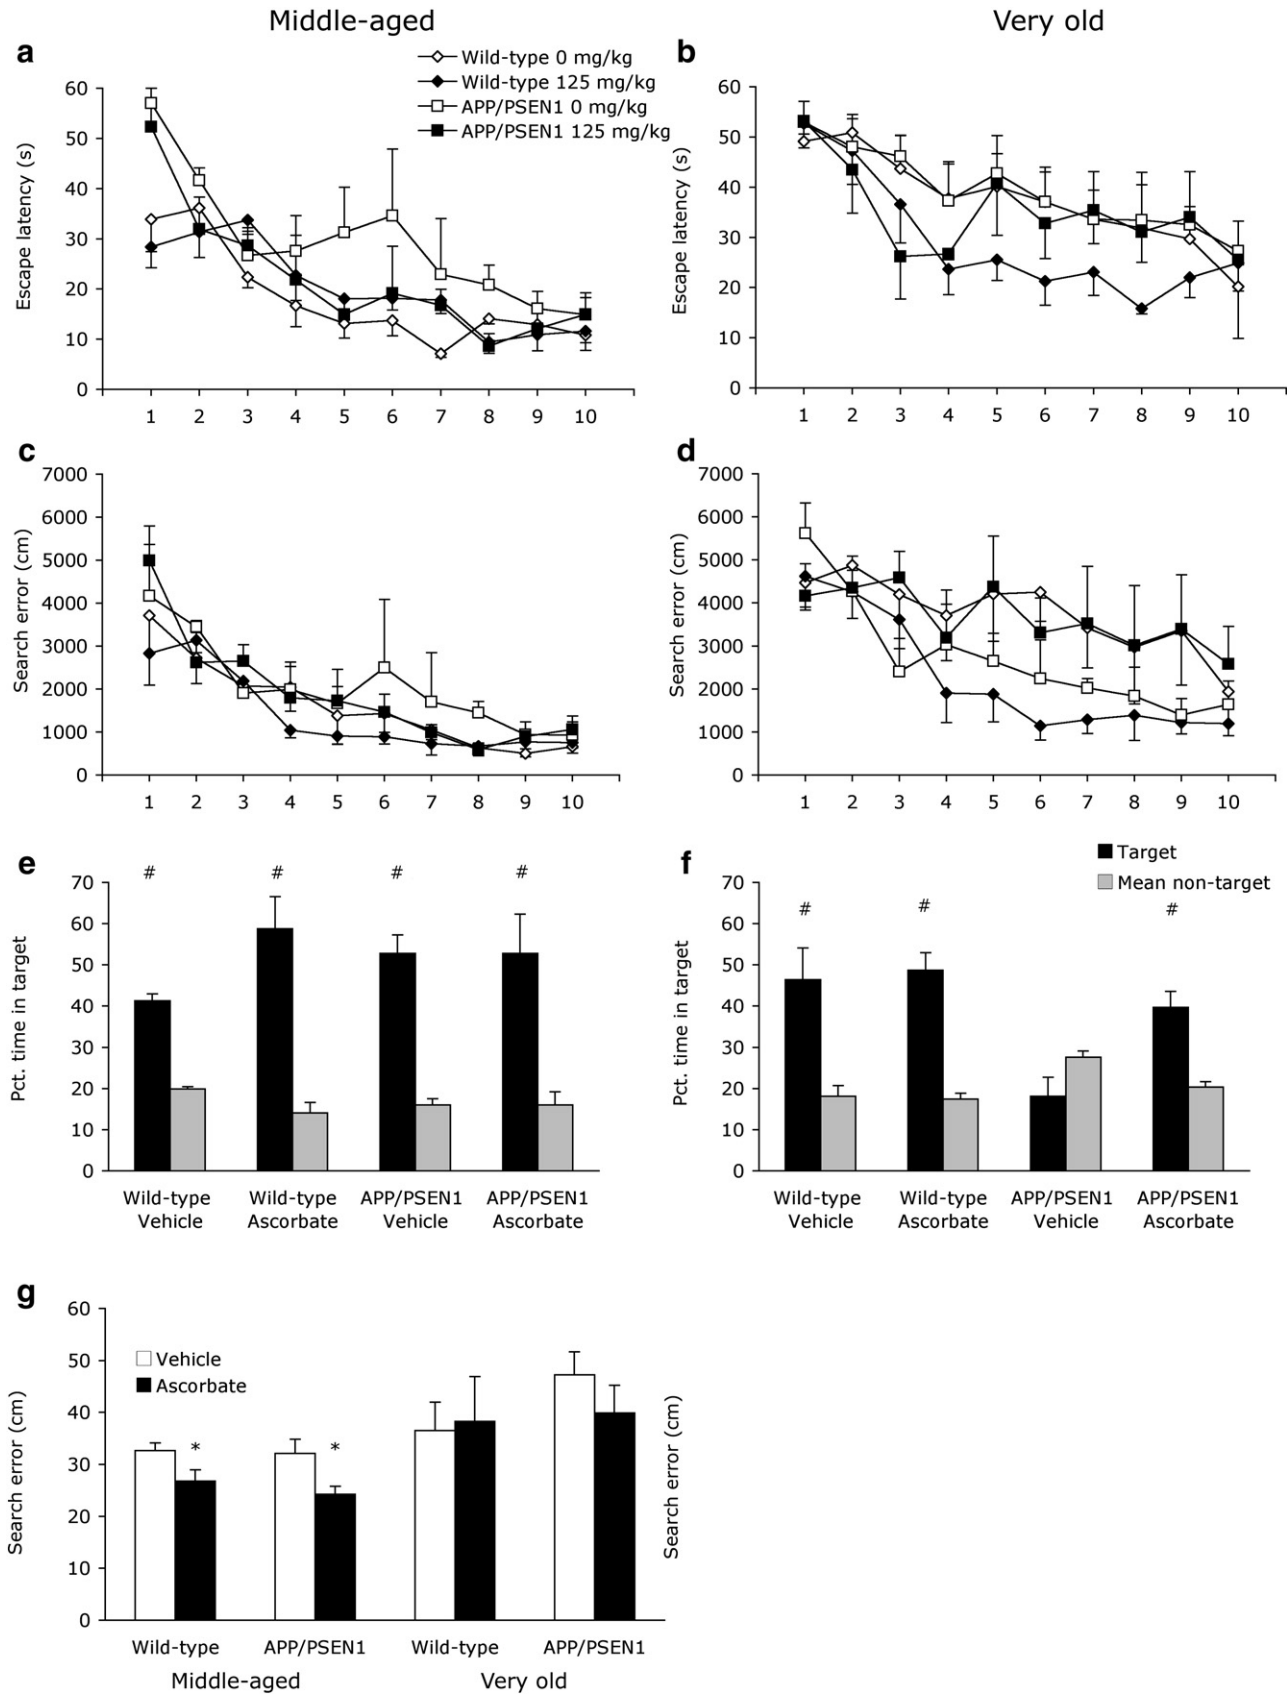 Middle-aged
Very old
a
Wild-type 0 mg/kg
Wild-type 125 mg/kg
APP/PSEN1 0 mg/kg
APP/PSEN1 125 mg/kg
Escape latency (s)
60
50
40
30
20
10
0
1 2 3 4 5 6 7 8 9 10
b
Escape latency (s)
60
50
40
30
20
10
0
1 2 3 4 5 6 7 8 9 10
c
Search error (cm)
7000
6000
5000
4000
3000
2000
1000
0
1 2 3 4 5 6 7 8 9 10
d
Search error (cm)
7000
6000
5000
4000
3000
2000
1000
0
1 2 3 4 5 6 7 8 9 10
e
Pct. time in target
70
60
50
40
30
20
10
0
# # # #
Wild-type Wild-type APP/PSEN1 APP/PSEN1
Vehicle Ascorbate Vehicle Ascorbate
f
Target
Mean non-target
Pct. time in target
70
60
50
40
30
20
10
0
# # #
Wild-type Wild-type APP/PSEN1 APP/PSEN1
Vehicle Ascorbate Vehicle Ascorbate
g
Search error (cm)
60
50
40
30
20
10
0
Vehicle
Ascorbate
* *
Search error (cm)
Wild-type APP/PSEN1 Wild-type APP/PSEN1
Middle-aged Very old